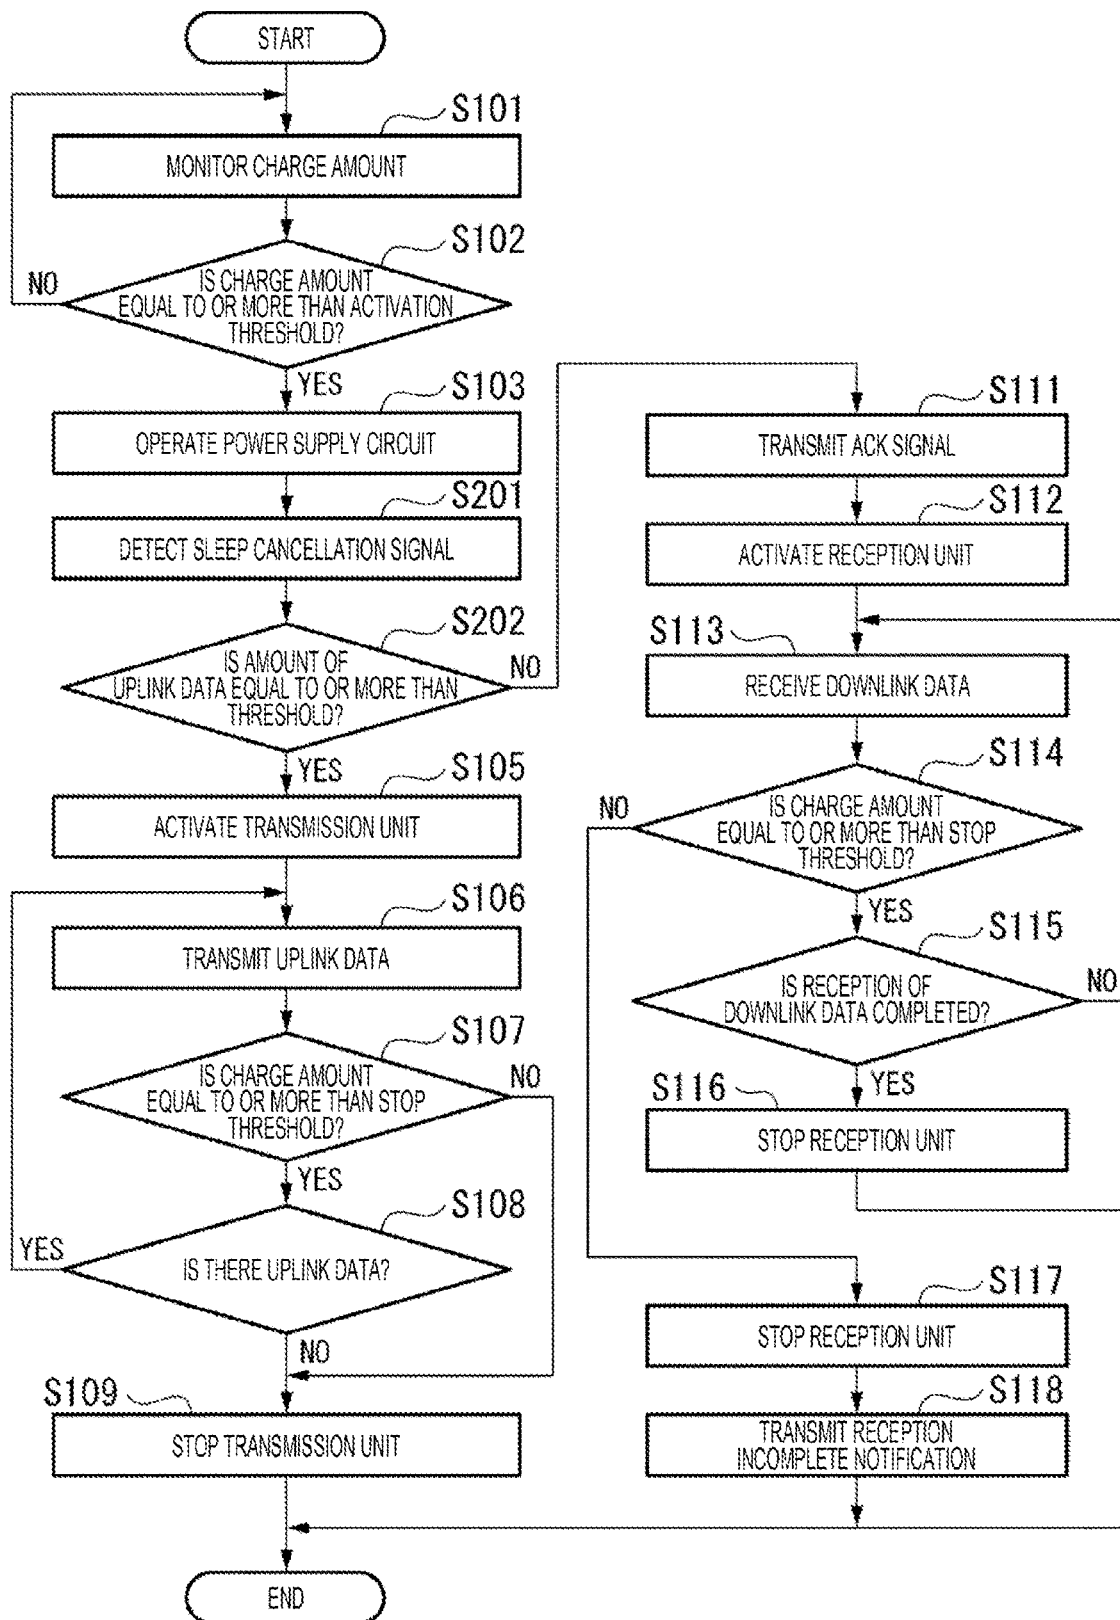 START
S101
MONITOR CHARGE AMOUNT
S102
IS CHARGE AMOUNT
EQUAL TO OR MORE THAN ACTIVATION
THRESHOLD?
NO
YES
S103
OPERATE POWER SUPPLY CIRCUIT
S201
DETECT SLEEP CANCELLATION SIGNAL
S202
IS AMOUNT OF
UPLINK DATA EQUAL TO OR MORE THAN
THRESHOLD?
NO
YES
S105
ACTIVATE TRANSMISSION UNIT
S106
TRANSMIT UPLINK DATA
S107
IS CHARGE AMOUNT
EQUAL TO OR MORE THAN STOP
THRESHOLD?
NO
YES
S108
IS THERE UPLINK DATA?
YES
NO
S109
STOP TRANSMISSION UNIT
END
S111
TRANSMIT ACK SIGNAL
S112
ACTIVATE RECEPTION UNIT
S113
RECEIVE DOWNLINK DATA
S114
IS CHARGE AMOUNT
EQUAL TO OR MORE THAN STOP
THRESHOLD?
NO
YES
S115
IS RECEPTION OF
DOWNLINK DATA COMPLETED?
NO
YES
S116
STOP RECEPTION UNIT
S117
STOP RECEPTION UNIT
S118
TRANSMIT RECEPTION
INCOMPLETE NOTIFICATION